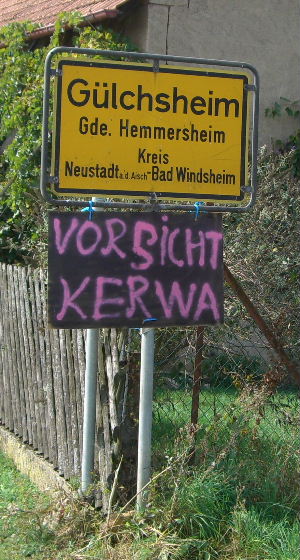 Gülchsheim
Gde. Hemmersheim
Kreis
Neustadt a.d. Aisch - Bad Windsheim
VORSICHT
KERWA